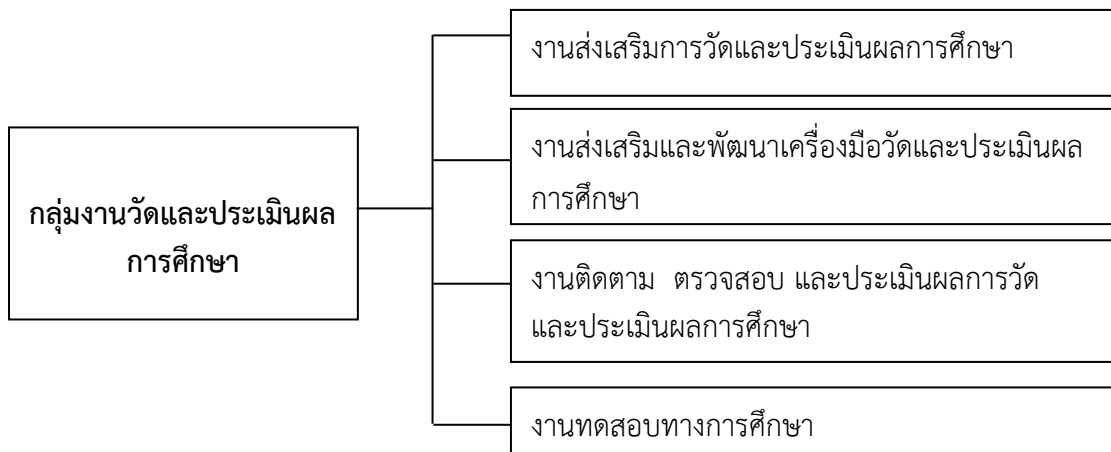 งานส่งเสริมการวัดและประเมินผลการศึกษา
งานส่งเสริมและพัฒนาเครื่องมือวัดและประเมินผล
การศึกษา
กลุ่มงานวัดและประเมินผล
การศึกษา
งานติดตาม ตรวจสอบ และประเมินผลการวัด
และประเมินผลการศึกษา
งานทดสอบทางการศึกษา